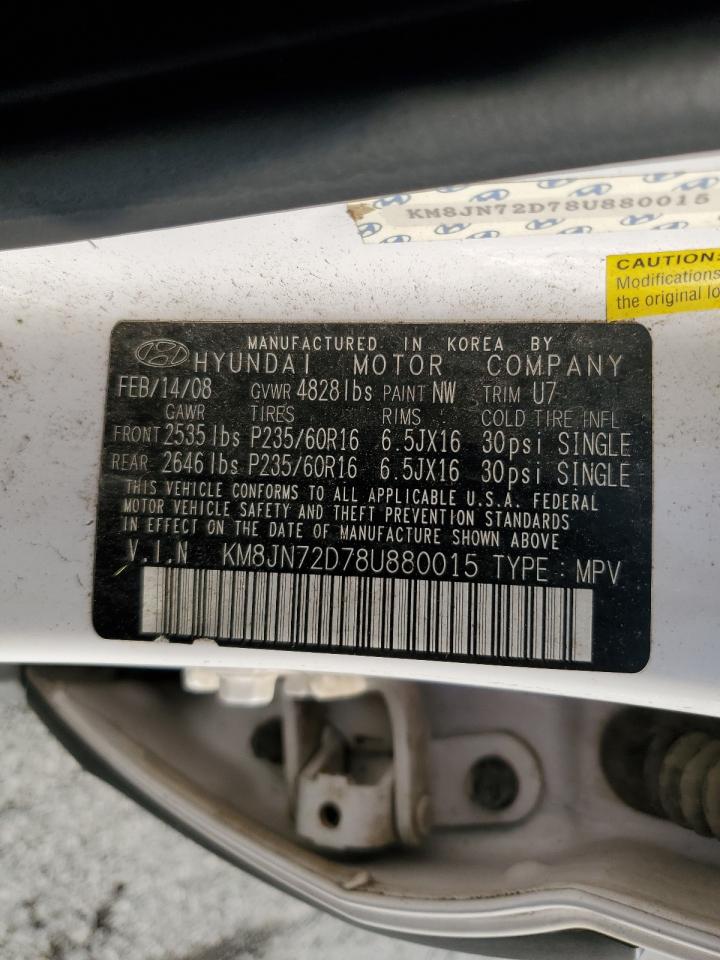 KM8JN72D78U880015
CAUTION:
Modifications
the original lo
MANUFACTURED IN KOREA BY
HYUNDAI MOTOR COMPANY
FEB/14/08 GVWR 4828lbs PAINT NW TRIM U7
GAWR TIRES RIMS COLD TIRE INFL
FRONT 2535 lbs P235/60R16 6.5JX16 30psi SINGLE
REAR 2646 lbs P235/60R16 6.5JX16 30psi SINGLE
THIS VEHICLE CONFORMS TO ALL APPLICABLE U.S.A. FEDERAL
MOTOR VEHICLE SAFETY AND THEFT PREVENTION STANDARDS
IN EFFECT ON THE DATE OF MANUFACTURE SHOWN ABOVE
V.I.N KM8JN72D78U880015 TYPE : MPV